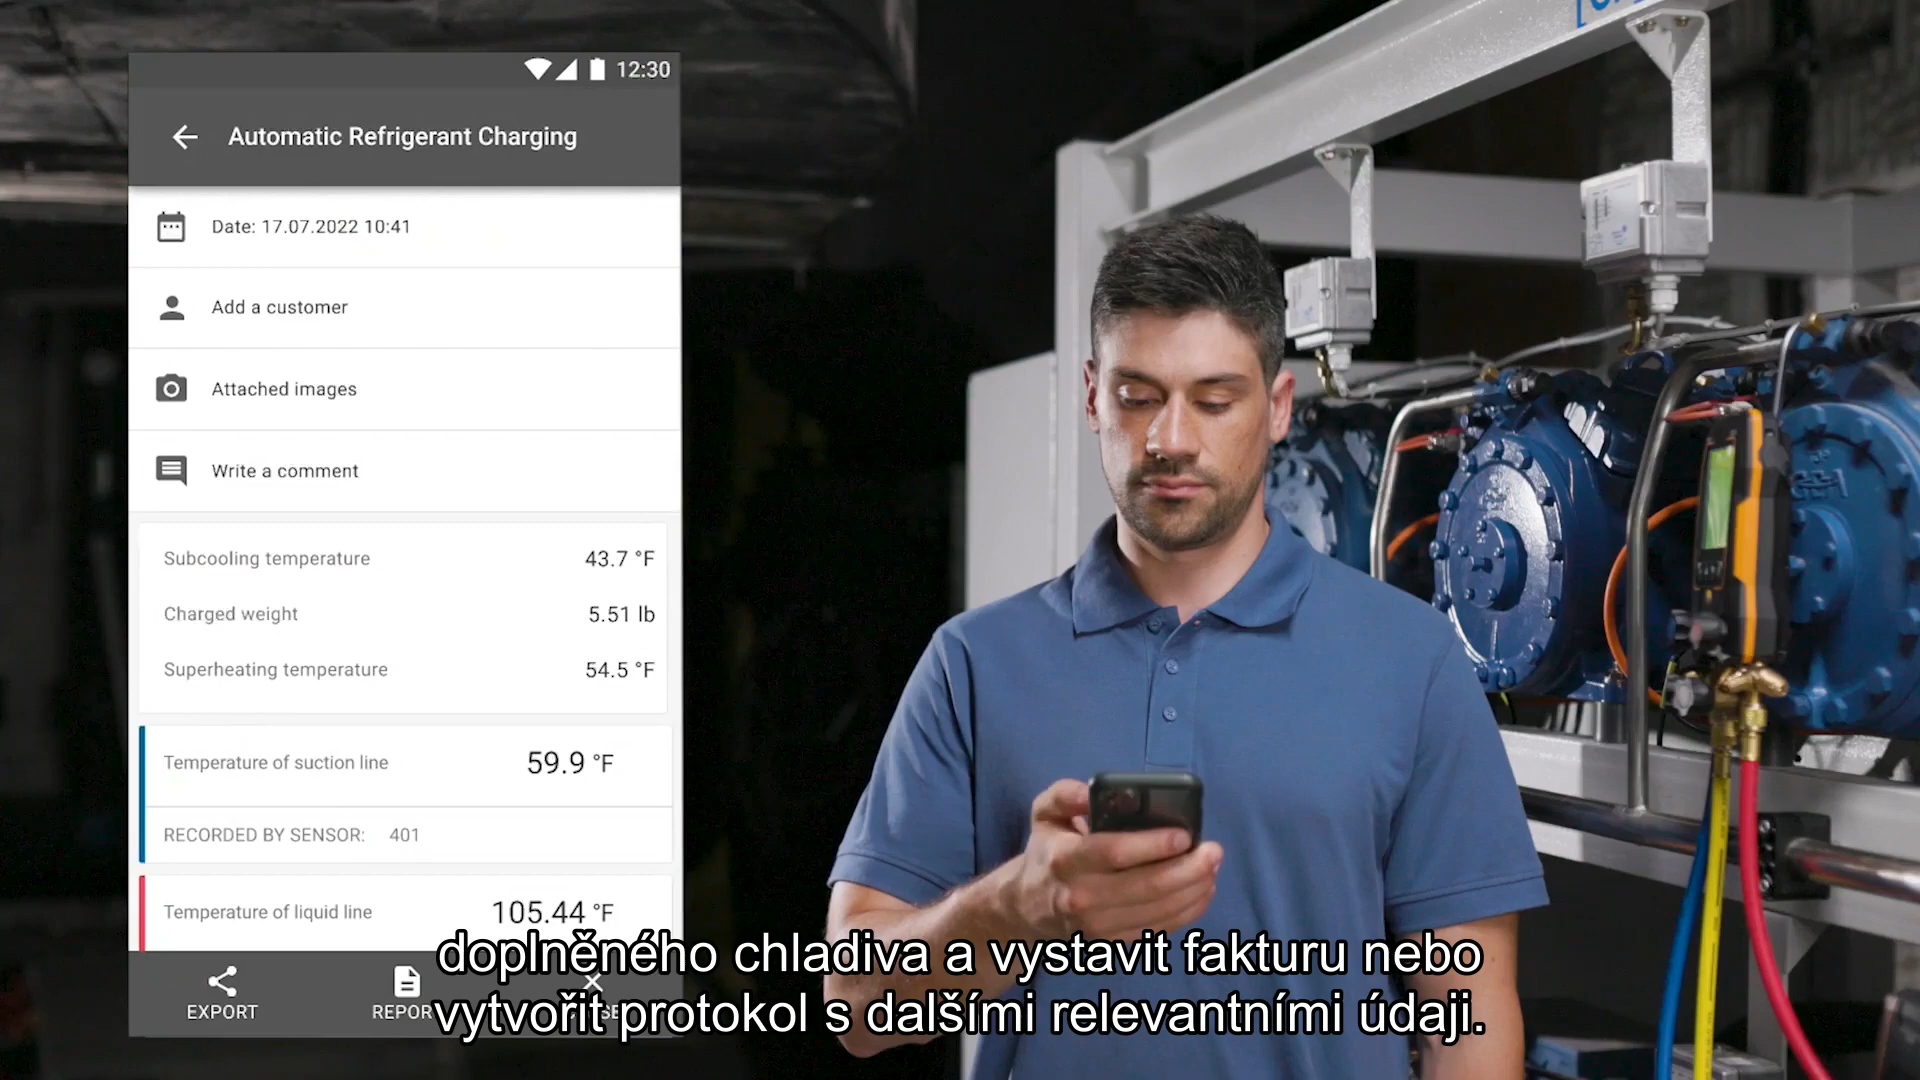 12:30
Automatic Refrigerant Charging
Date: 17.07.2022 10:41
Add a customer
Attached images
Write a comment
Subcooling temperature 43.7 °F
Charged weight 5.51 lb
Superheating temperature 54.5 °F
Temperature of suction line 59.9 °F
RECORDED BY SENSOR: 401
Temperature of liquid line 105.44 °F
EXPORT
doplněného chladiva a vystavit fakturu nebo
vytvořit protokol s dalšími relevantními údaji.